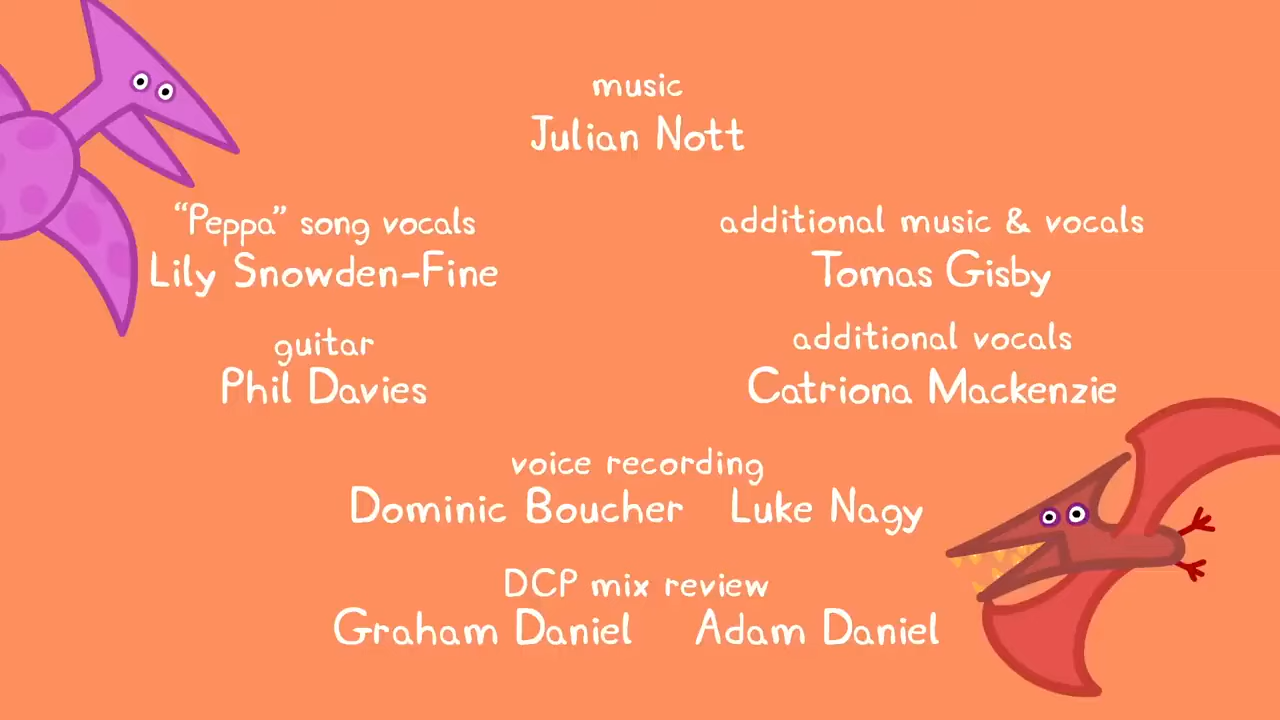 music
Julian Nott
“Peppa” song vocals
Lily Snowden-Fine
additional music & vocals
Tomas Gisby
guitar
Phil Davies
additional vocals
Catriona Mackenzie
voice recording
Dominic Boucher Luke Nagy
DCP mix review
Graham Daniel Adam Daniel